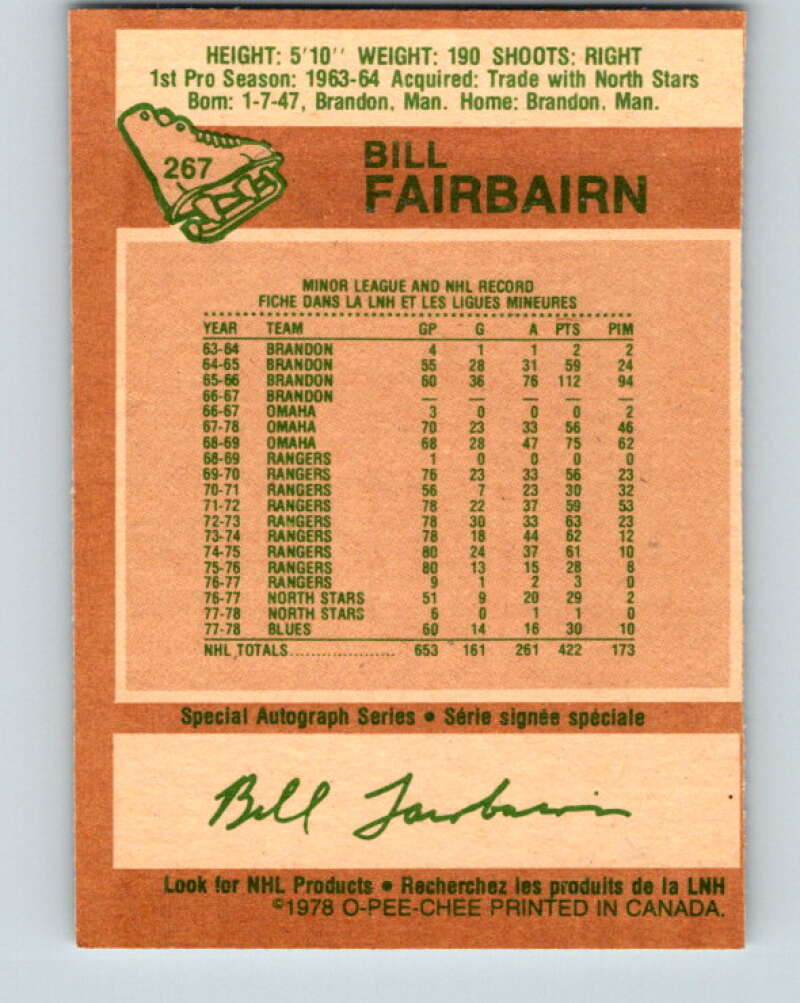 HEIGHT: 5'10'' WEIGHT: 190 SHOOTS: RIGHT
1st Pro Season: 1963-64 Acquired: Trade with North Stars
Born: 1-7-47, Brandon, Man. Home: Brandon, Man.
267
BILL
FAIRBAIRN
MINOR LEAGUE AND NHL RECORD
FICHE DANS LA LNH ET LES LIGUES MINEURES
YEAR TEAM GP G A PTS PIM
63-64 BRANDON 4 1 1 2 2
64-65 BRANDON 55 28 31 59 24
65-66 BRANDON 60 36 76 112 94
66-67 BRANDON — — — — —
66-67 OMAHA 3 0 0 0 2
67-78 OMAHA 70 23 33 56 46
68-69 OMAHA 68 28 47 75 62
68-69 RANGERS 1 0 0 0 0
69-70 RANGERS 76 23 33 56 23
70-71 RANGERS 56 7 23 30 32
71-72 RANGERS 78 22 37 59 53
72-73 RANGERS 78 30 33 63 23
73-74 RANGERS 78 18 44 62 12
74-75 RANGERS 80 24 37 61 10
75-76 RANGERS 80 13 15 28 8
76-77 RANGERS 9 1 2 3 0
76-77 NORTH STARS 51 9 20 29 2
77-78 NORTH STARS 6 0 1 1 0
77-78 BLUES 60 14 16 30 10
NHL TOTALS.................... 653 161 261 422 173
Special Autograph Series • Série signée spéciale
Bill Fairbairn
Look for NHL Products • Recherchez les produits de la LNH
©1978 O-PEE-CHEE PRINTED IN CANADA.